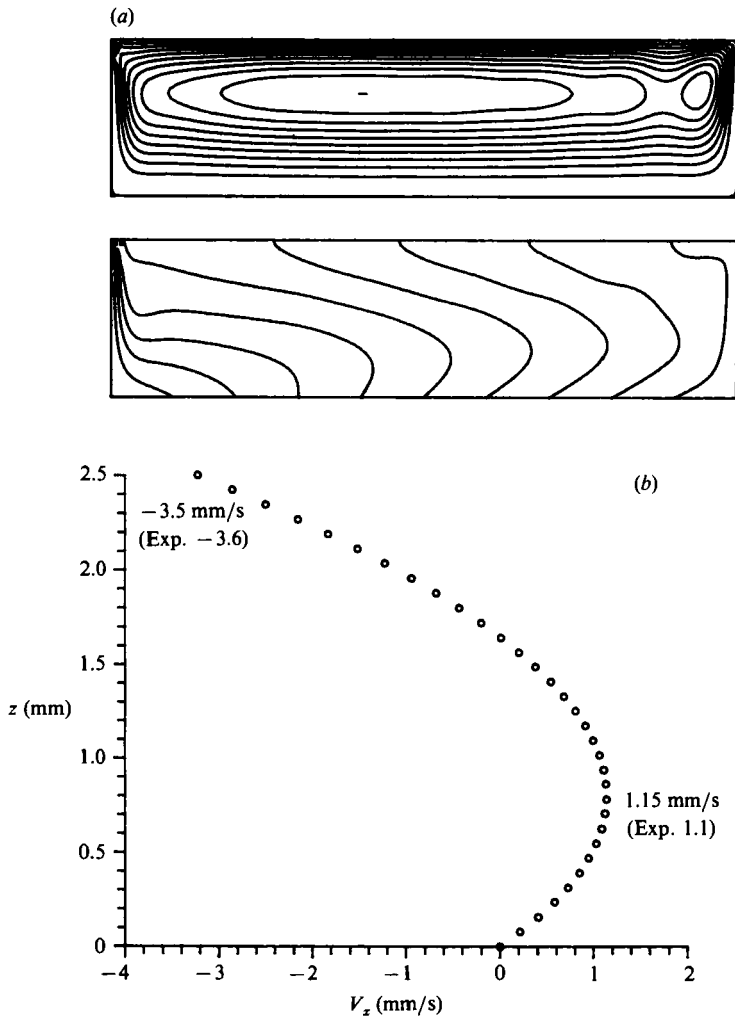 (a)
(b)
2.5
−3.5 mm/s
(Exp. −3.6)
2.0
1.5
z (mm)
1.0
1.15 mm/s
(Exp. 1.1)
0.5
0
−4 −3 −2 −1 0 1 2
V_x (mm/s)